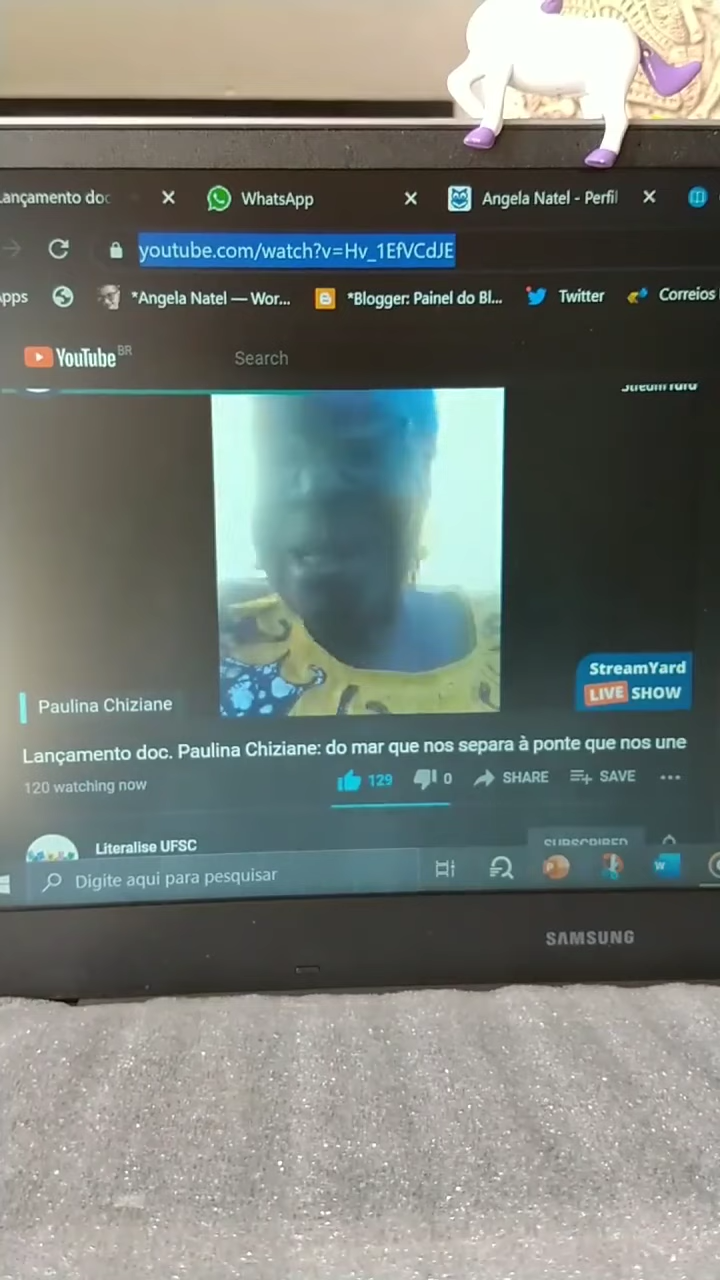 Lançamento doc
WhatsApp
Angela Natel - Perfil
youtube.com/watch?v=Hv_1EfVCdJE
Apps
*Angela Natel — Wor...
*Blogger: Painel do Bl...
Twitter
Correios
YouTube BR
Search
StreamYard
Paulina Chiziane
StreamYard
LIVE SHOW
Lançamento doc. Paulina Chiziane: do mar que nos separa à ponte que nos une
120 watching now
129
0
SHARE
SAVE
Literalise UFSC
SUBSCRIBED
Digite aqui para pesquisar
SAMSUNG